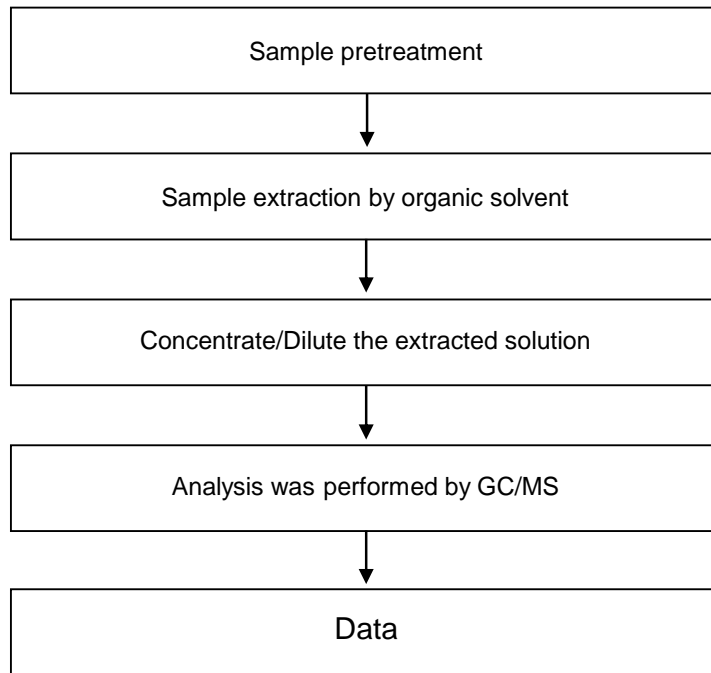 Sample pretreatment
Sample extraction by organic solvent
Concentrate/Dilute the extracted solution
Analysis was performed by GC/MS
Data